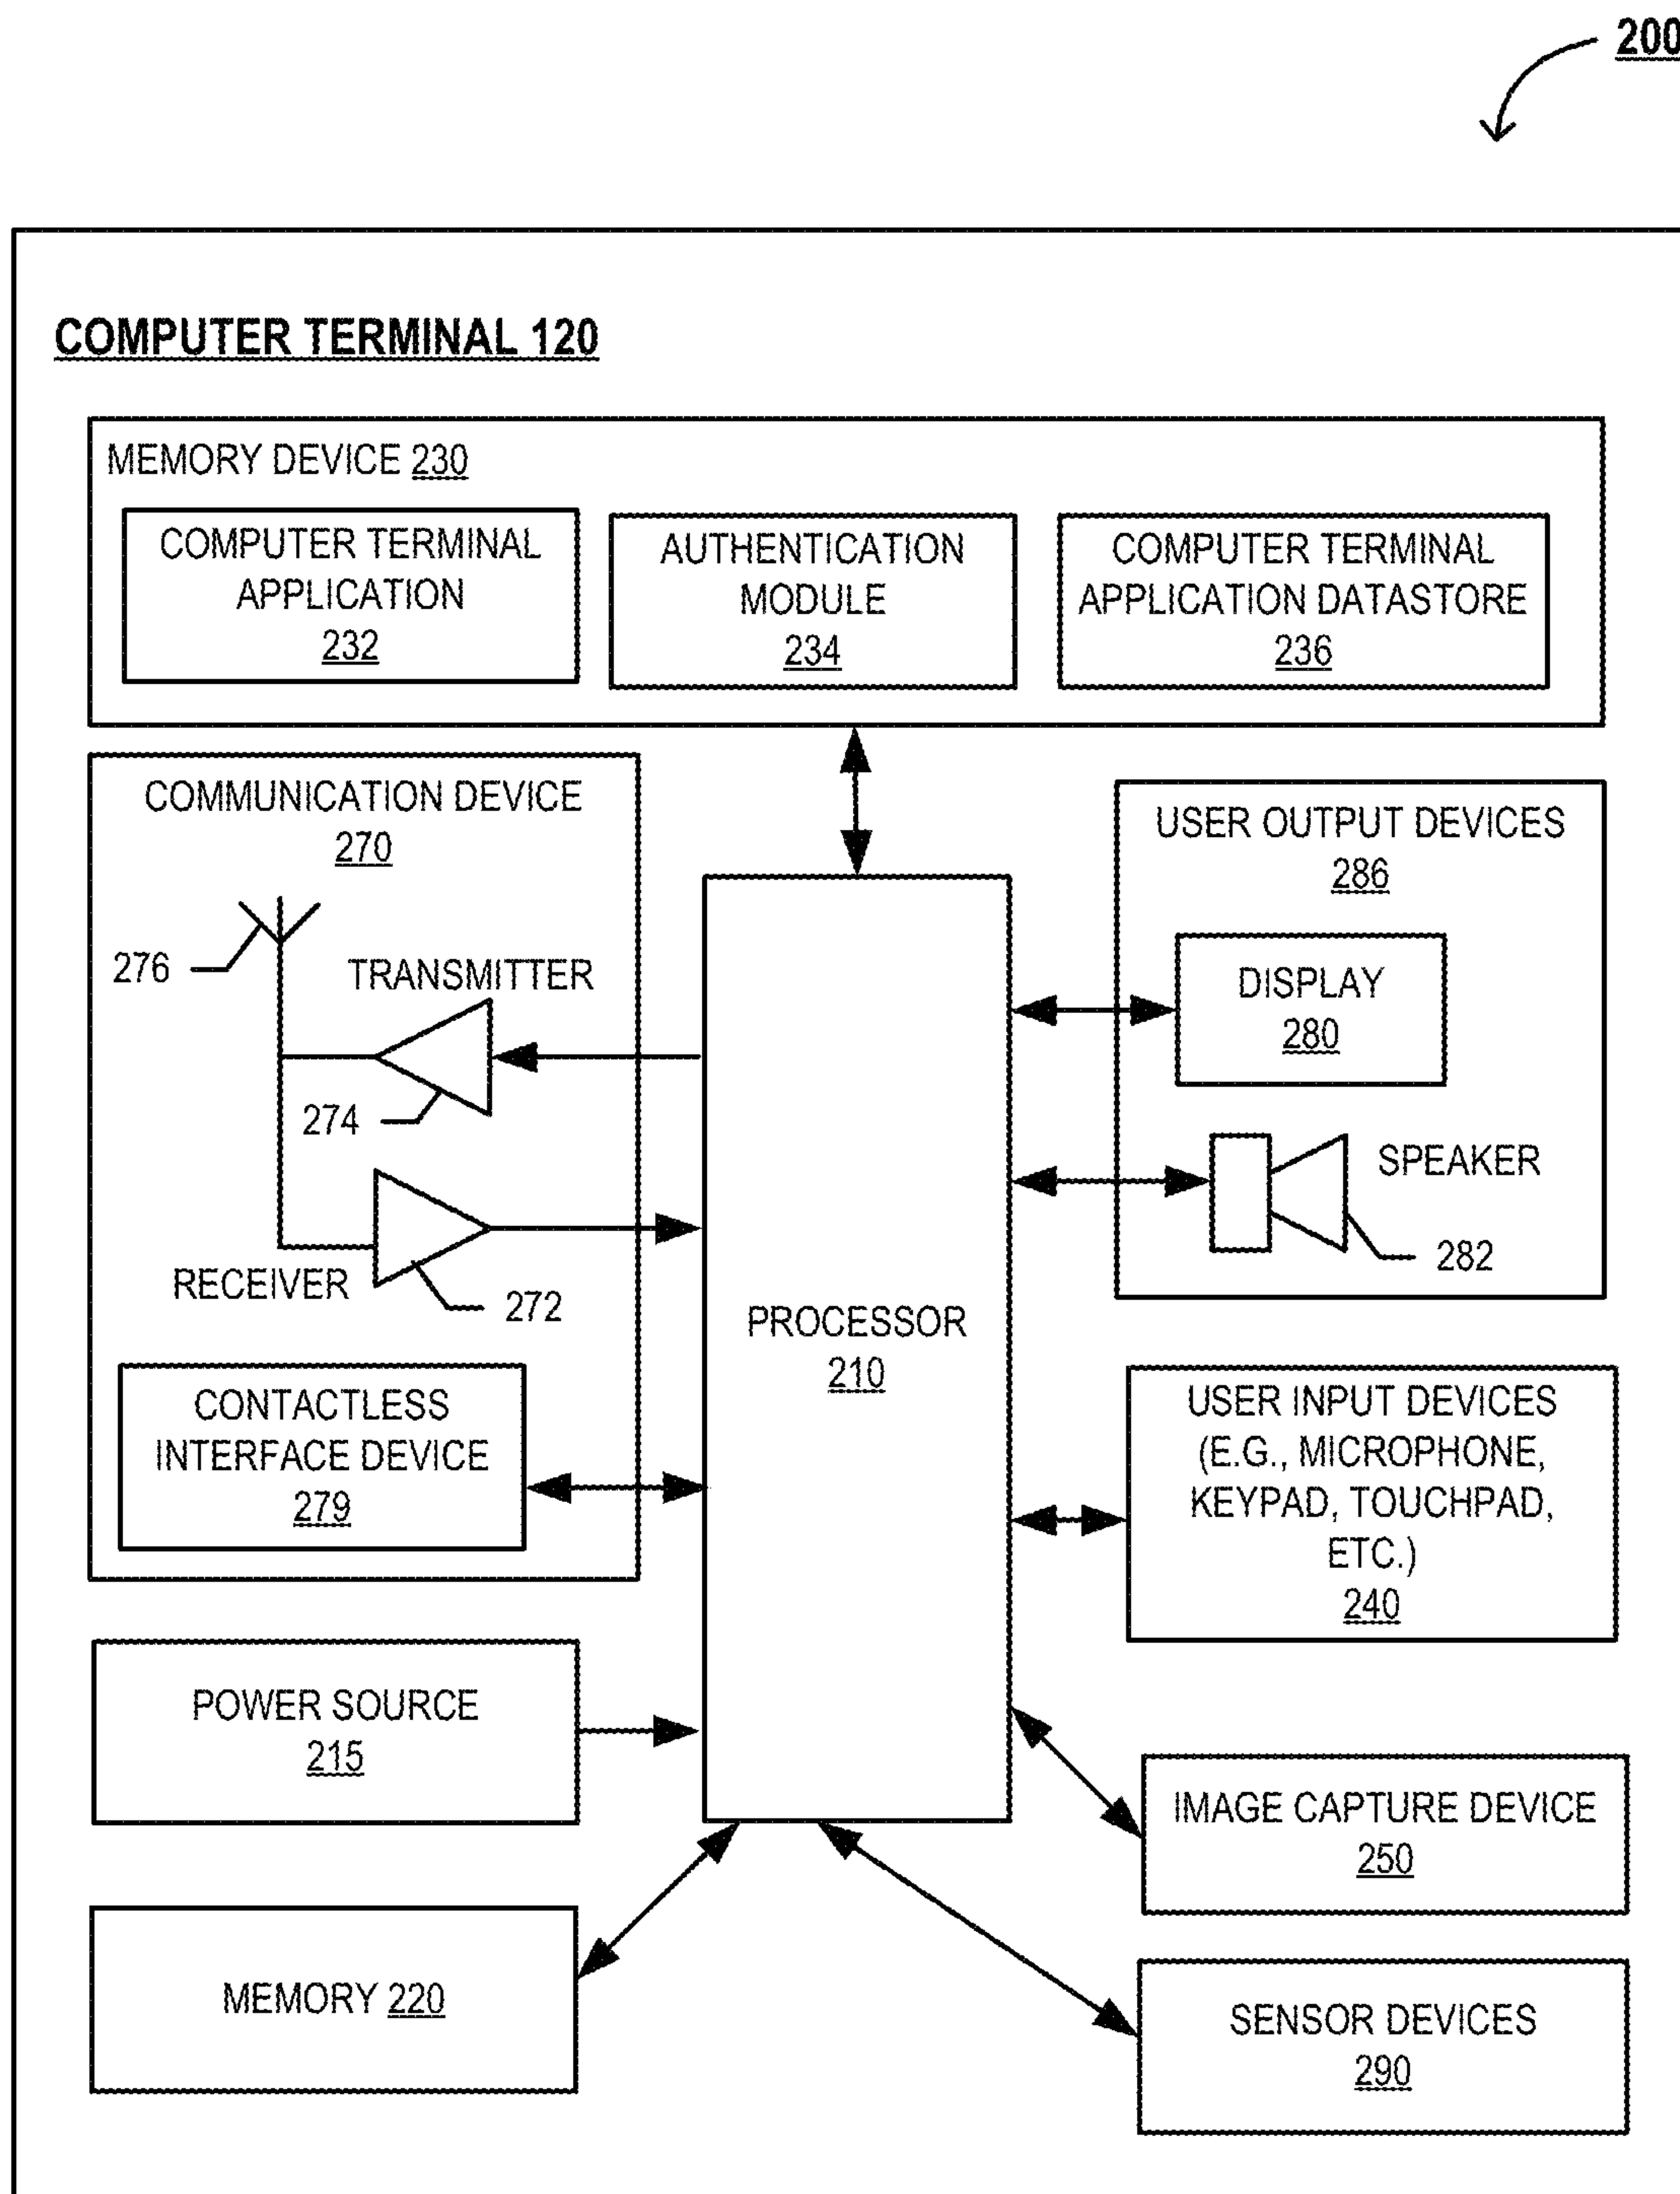 200
COMPUTER TERMINAL 120
MEMORY DEVICE 230
COMPUTER TERMINAL
APPLICATION
232
AUTHENTICATION
MODULE
234
COMPUTER TERMINAL
APPLICATION DATASTORE
236
COMMUNICATION DEVICE
270
276
TRANSMITTER
274
RECEIVER
272
CONTACTLESS
INTERFACE DEVICE
279
PROCESSOR
210
USER OUTPUT DEVICES
286
DISPLAY
280
SPEAKER
282
USER INPUT DEVICES
(E.G., MICROPHONE,
KEYPAD, TOUCHPAD,
ETC.)
240
POWER SOURCE
215
IMAGE CAPTURE DEVICE
250
MEMORY 220
SENSOR DEVICES
290